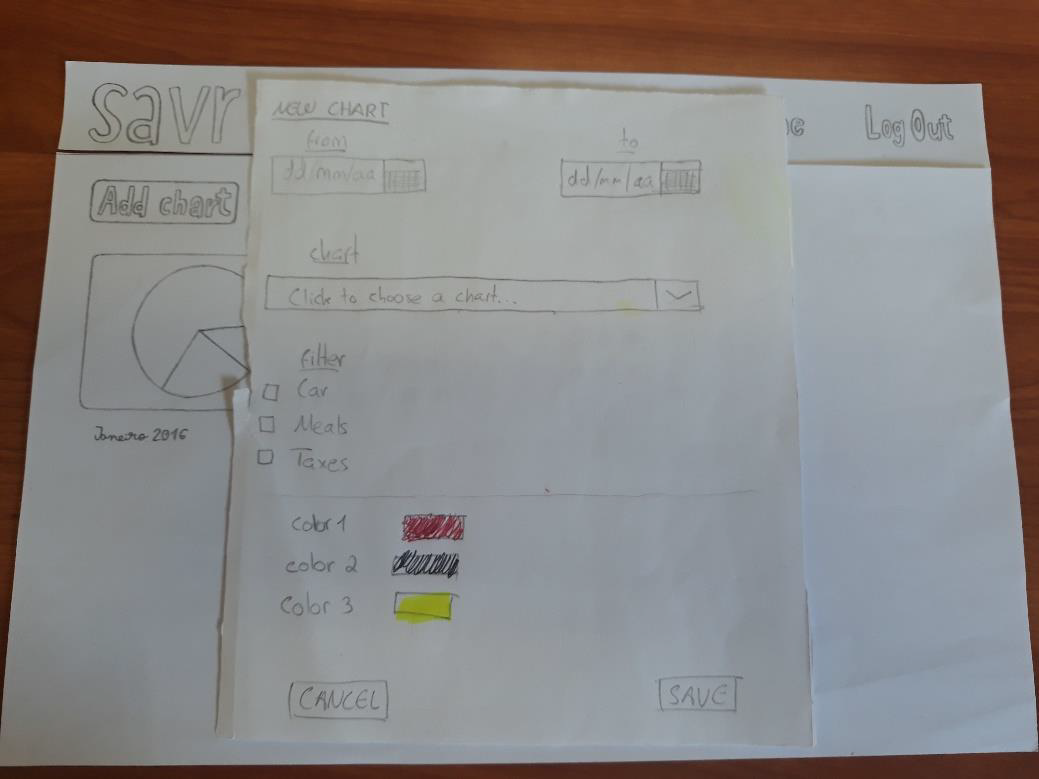 savr
Log Out
Add chart
Janeiro 2016
NEW CHART
from
to
dd/mm/aa
dd/mm/aa
chart
Click to choose a chart...
filter
Car
Meals
Taxes
color 1
color 2
Color 3
CANCEL
SAVE